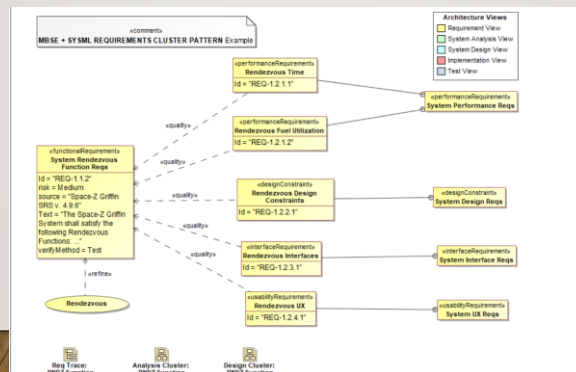 «comment»
MBSE + SYSML REQUIREMENTS CLUSTER PATTERN Example
Architecture Views
Requirement View
System Analysis View
System Design View
Implementation View
Test View
«performanceRequirement»
Rendezvous Time
Id = "REQ-1.2.1.1"
«performanceRequirement»
System Performance Reqs
«quality»
«performanceRequirement»
Rendezvous Fuel Utilization
Id = "REQ-1.2.1.2"
«quality»
«functionalRequirement»
System Rendezvous
Function Reqs
Id = "REQ-1.1.2"
risk = Medium
source = "Space-Z Griffin
SRS v. 4.9.6"
Text = "The Space-Z Griffin
System shall satisfy the
following Rendezvous
Functions: ..."
verifyMethod = Test
«quality»
«designConstraint»
Rendezvous Design
Constraints
Id = "REQ-1.2.2.1"
«designConstraint»
System Design Reqs
«quality»
«interfaceRequirement»
Rendezvous Interfaces
Id = "REQ-1.2.3.1"
«interfaceRequirement»
System Interface Reqs
«quality»
«usabilityRequirement»
Rendezvous UX
Id = "REQ-1.2.4.1"
«usabilityRequirement»
System UX Reqs
«refine»
Rendezvous
Req Trace:
Analysis Cluster:
Design Cluster: